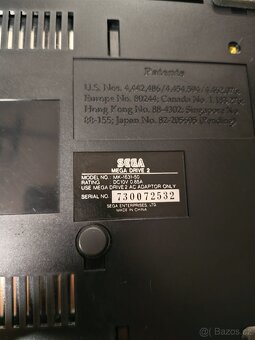 Patents
U.S. Nos. 4,442,486/4,454,594/4,462,076
Europe No. 80244; Canada No. 1,183,276
Hong Kong No. 88-4302; Singapore No.
88-155; Japan No. 82-205605 (Pending)
SEGA
MEGA DRIVE 2
MODEL NO.: MK-1631-50
RATING : DC10V 0.85A
USE MEGA DRIVE 2 AC ADAPTOR ONLY
SERIAL NO.: 730072532
SEGA ENTERPRISES, LTD.
MADE IN CHINA
bazos.cz